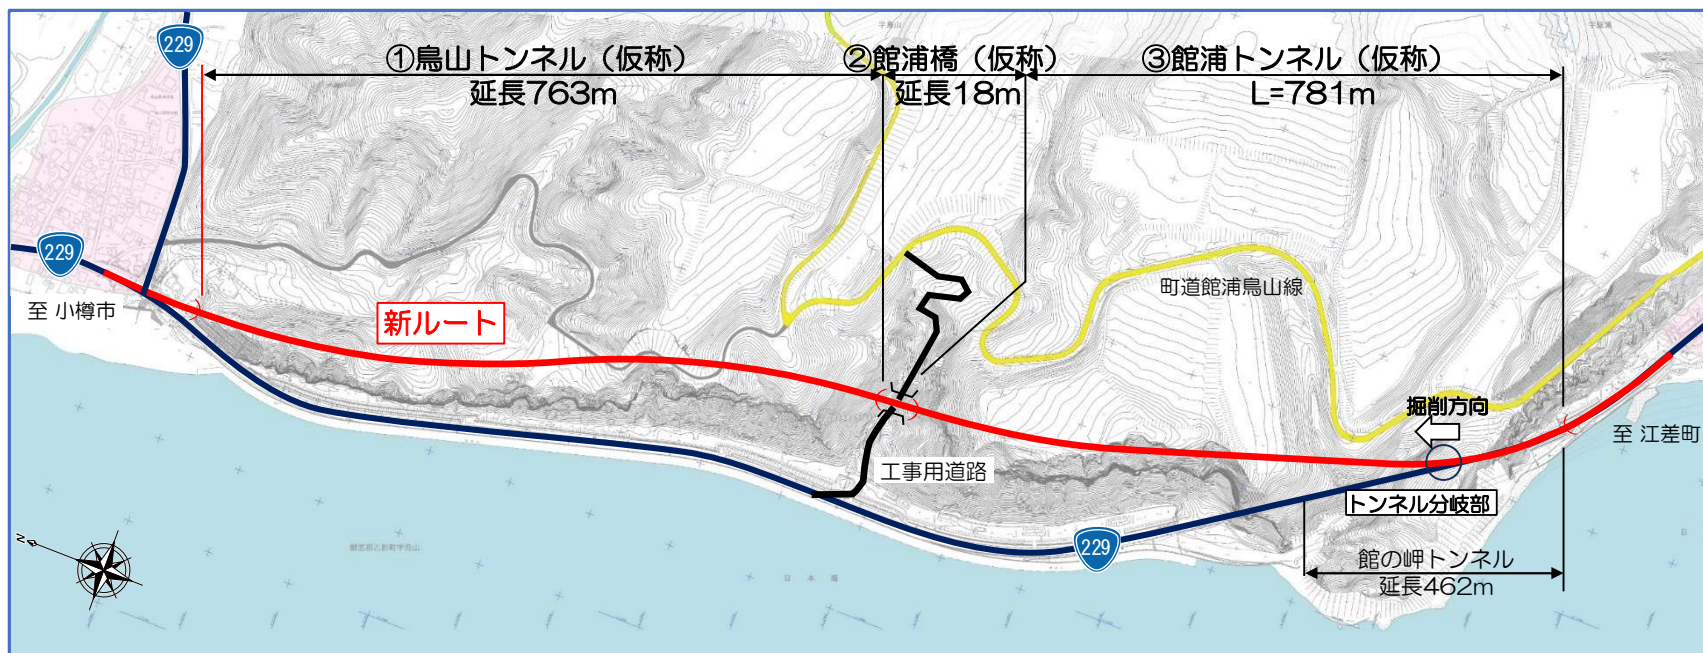 229
①鳥山トンネル（仮称）
延長763m
②館浦橋（仮称）
延長18m
③館浦トンネル（仮称）
L=781m
229
至 小樽市
新ルート
町道館浦鳥山線
掘削方向
至 江差町
工事用道路
トンネル分岐部
229
館の岬トンネル
延長462m
N
日本海